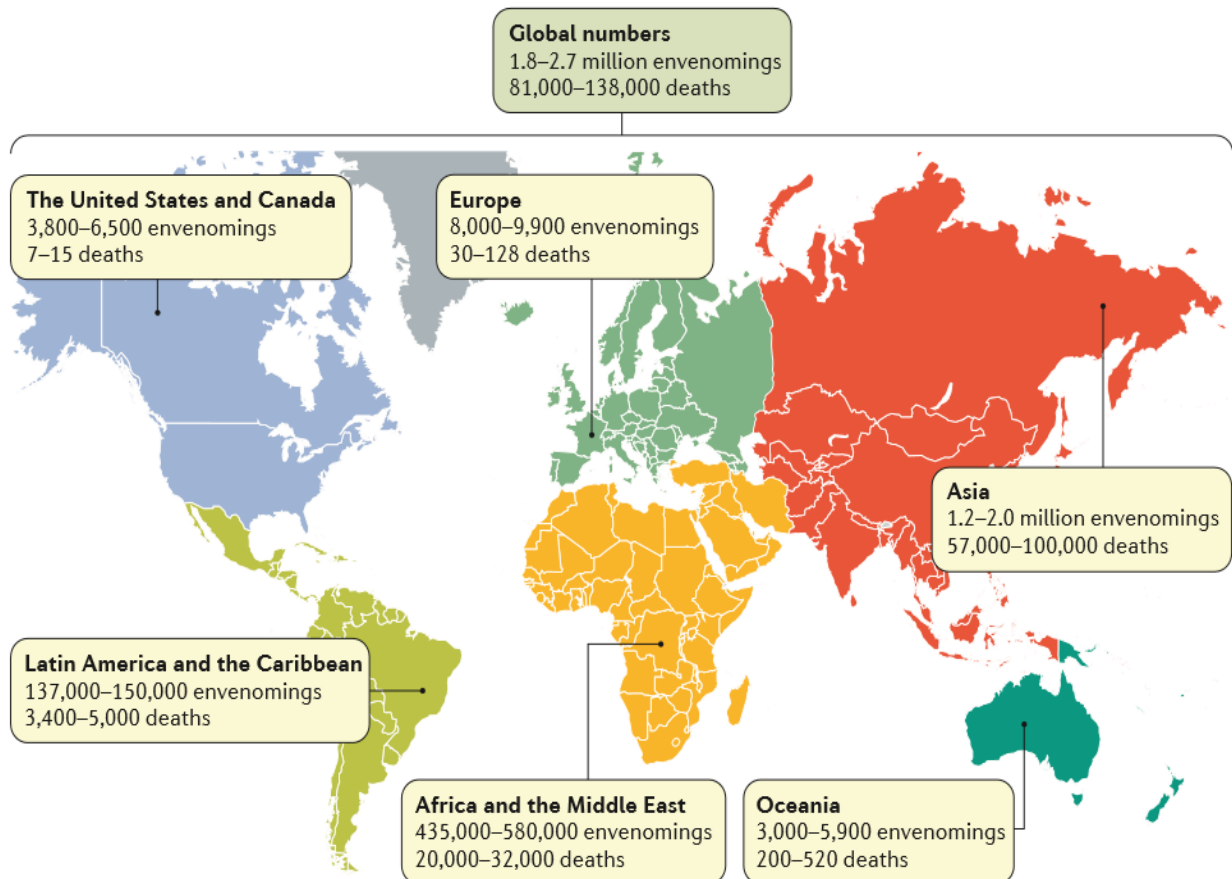 Global numbers
1.8–2.7 million envenomings
81,000–138,000 deaths
The United States and Canada
3,800–6,500 envenomings
7–15 deaths
Europe
8,000–9,900 envenomings
30–128 deaths
Asia
1.2–2.0 million envenomings
57,000–100,000 deaths
Latin America and the Caribbean
137,000–150,000 envenomings
3,400–5,000 deaths
Africa and the Middle East
435,000–580,000 envenomings
20,000–32,000 deaths
Oceania
3,000–5,900 envenomings
200–520 deaths